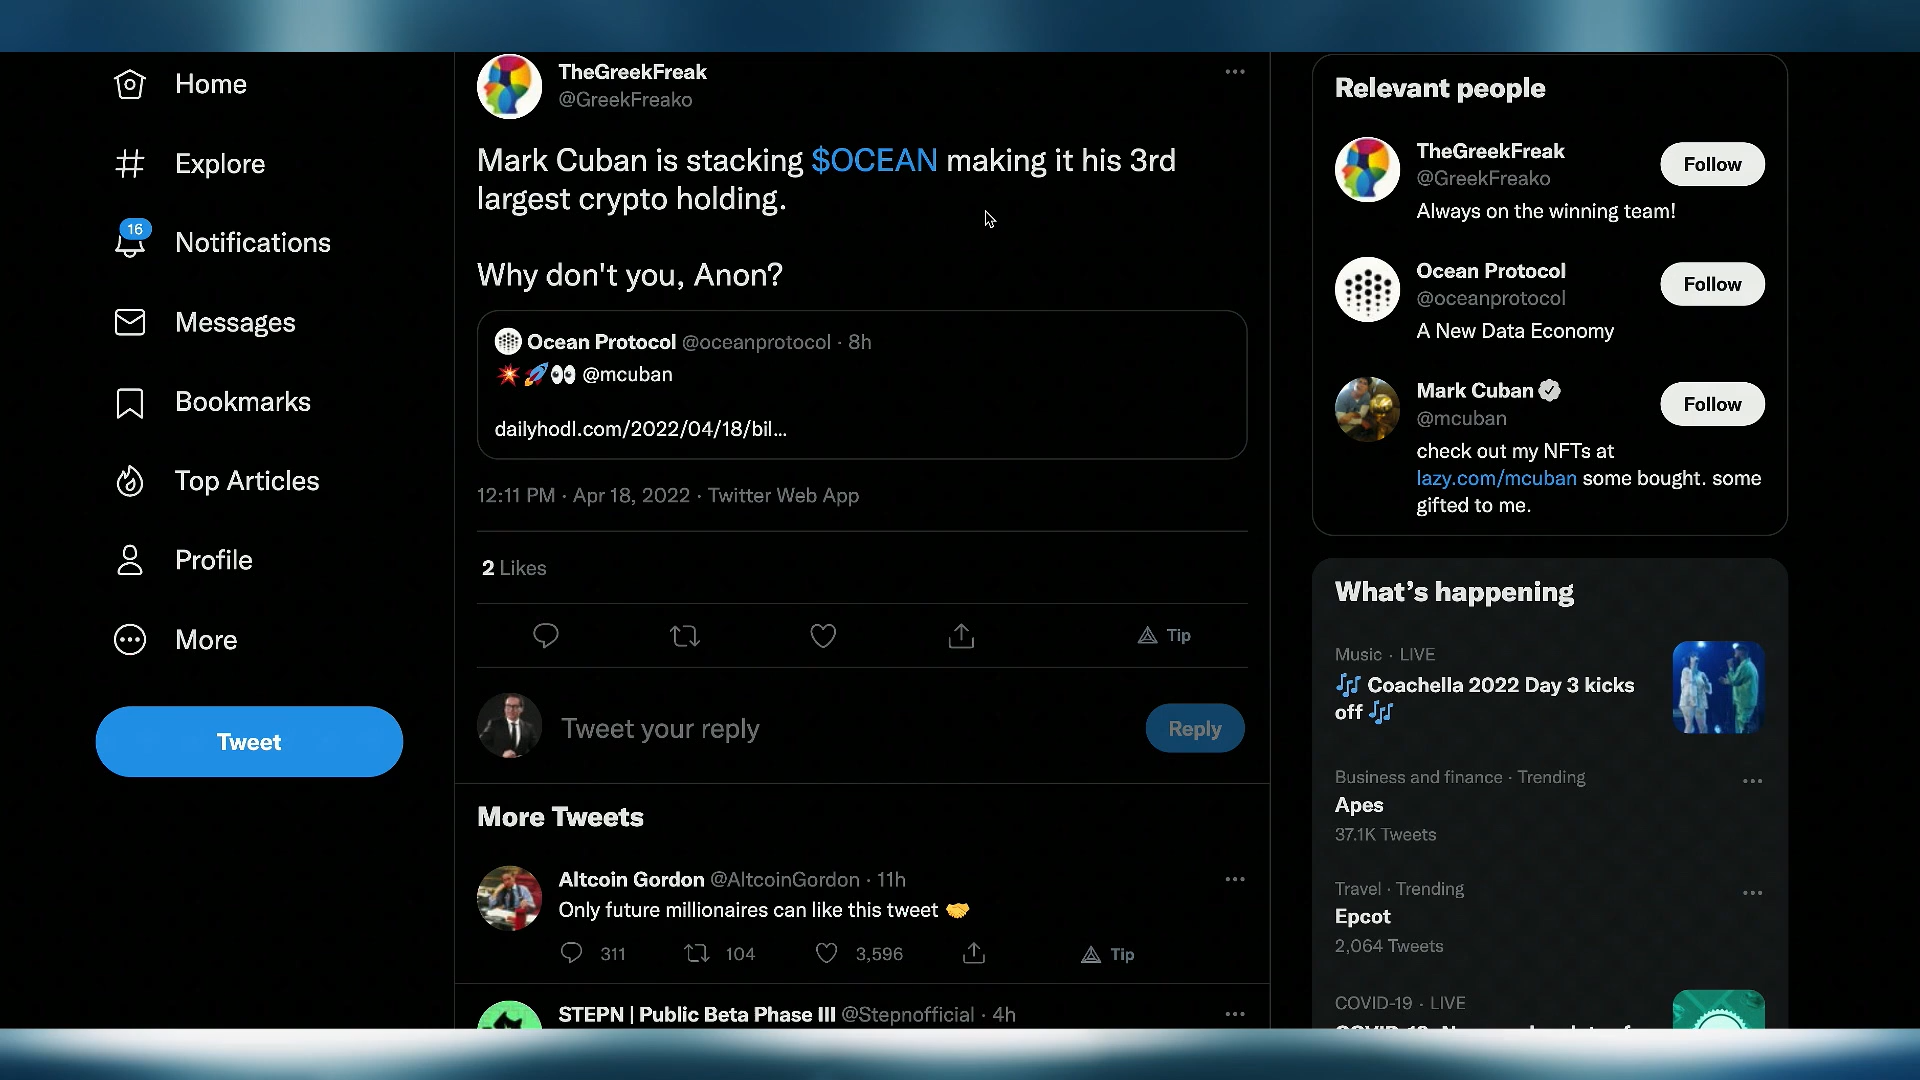 Home
Explore
16
Notifications
Messages
Bookmarks
Top Articles
Profile
More
Tweet
TheGreekFreak
@GreekFreako
Mark Cuban is stacking $OCEAN making it his 3rd
largest crypto holding.
Why don't you, Anon?
Ocean Protocol @oceanprotocol · 8h
💥🚀👀 @mcuban
dailyhodl.com/2022/04/18/bil...
12:11 PM · Apr 18, 2022 · Twitter Web App
2 Likes
Tip
Tweet your reply
Reply
More Tweets
Altcoin Gordon @AltcoinGordon · 11h
Only future millionaires can like this tweet 🤝
311 104 3,596 Tip
STEPN | Public Beta Phase III @Stepnofficial · 4h
Relevant people
TheGreekFreak
@GreekFreako
Follow
Always on the winning team!
Ocean Protocol
@oceanprotocol
Follow
A New Data Economy
Mark Cuban
@mcuban
Follow
check out my NFTs at
lazy.com/mcuban some bought. some
gifted to me.
What's happening
Music · LIVE
🎶 Coachella 2022 Day 3 kicks
off 🎶
Business and finance · Trending
Apes
37.1K Tweets
Travel · Trending
Epcot
2,064 Tweets
COVID-19 · LIVE